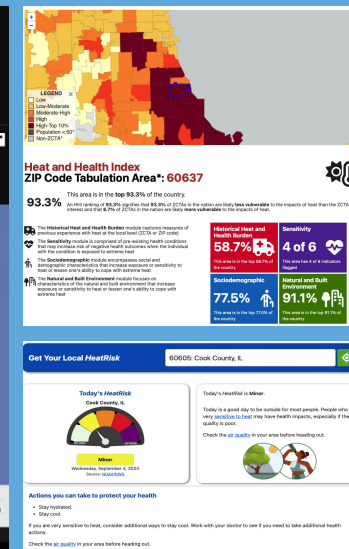 +
−
LEGEND ×
Low
Low-Moderate
Moderate-High
High
High-Top 10%
Population < 50*
Non-ZCTA*
Heat and Health Index
ZIP Code Tabulation Area*: 60637
93.3%
This area is in the top 93.3% of the country.
An HHI ranking of 93.3% signifies that 93.3% of ZCTAs in the nation are likely less vulnerable to the impacts of heat than the ZCTA
interest and that 6.7% of ZCTAs in the nation are likely more vulnerable to the impacts of heat.
The Historical Heat and Health Burden module captures measures of
previous experience with heat at the local level (ZCTA or ZIP code)
The Sensitivity module is comprised of pre-existing health conditions
that may increase risk of negative health outcomes when the individual
with the condition is exposed to extreme heat
The Sociodemographic module encompasses social and
demographic characteristics that increase exposure or sensitivity to
heat or lessen one's ability to cope with extreme heat
The Natural and Built Environment module focuses on
characteristics of the natural and built environment that increase
exposure or sensitivity to heat or lessen one's ability to cope with
extreme heat
Historical Heat and
Health Burden
58.7%
This area is in the top 58.7% of
the country
Sensitivity
4 of 6
This area has 4 of 6 indicators
flagged
Sociodemographic
77.5%
This area is in the top 77.5% of
the country
Natural and Built
Environment
91.1%
This area is in the top 91.1% of
the country
Get Your Local HeatRisk
60605: Cook County, IL
Today's HeatRisk
Cook County, IL
Minor
Wednesday, September 4, 2024
Source: NOAA/NWS
Today's HeatRisk is Minor.
Today is a good day to be outside for most people. People who
very sensitive to heat may have health impacts, especially if the
quality is poor.
Check the air quality in your area before heading out.
Actions you can take to protect your health
• Stay hydrated.
• Stay cool.
If you are very sensitive to heat, consider additional ways to stay cool. Work with your doctor to see if you need to take additional health
actions.
Check the air quality in your area before heading out.